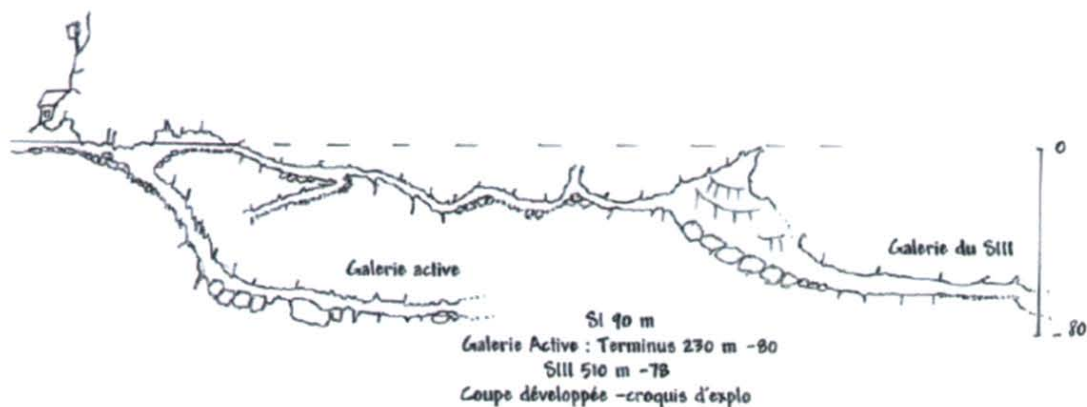 0
Galerie du SIII
Galerie active
SI 90 m
Galerie Active : Terminus 230 m -80
SIII 510 m -78
Coupe développée -croquis d'explo
- 80